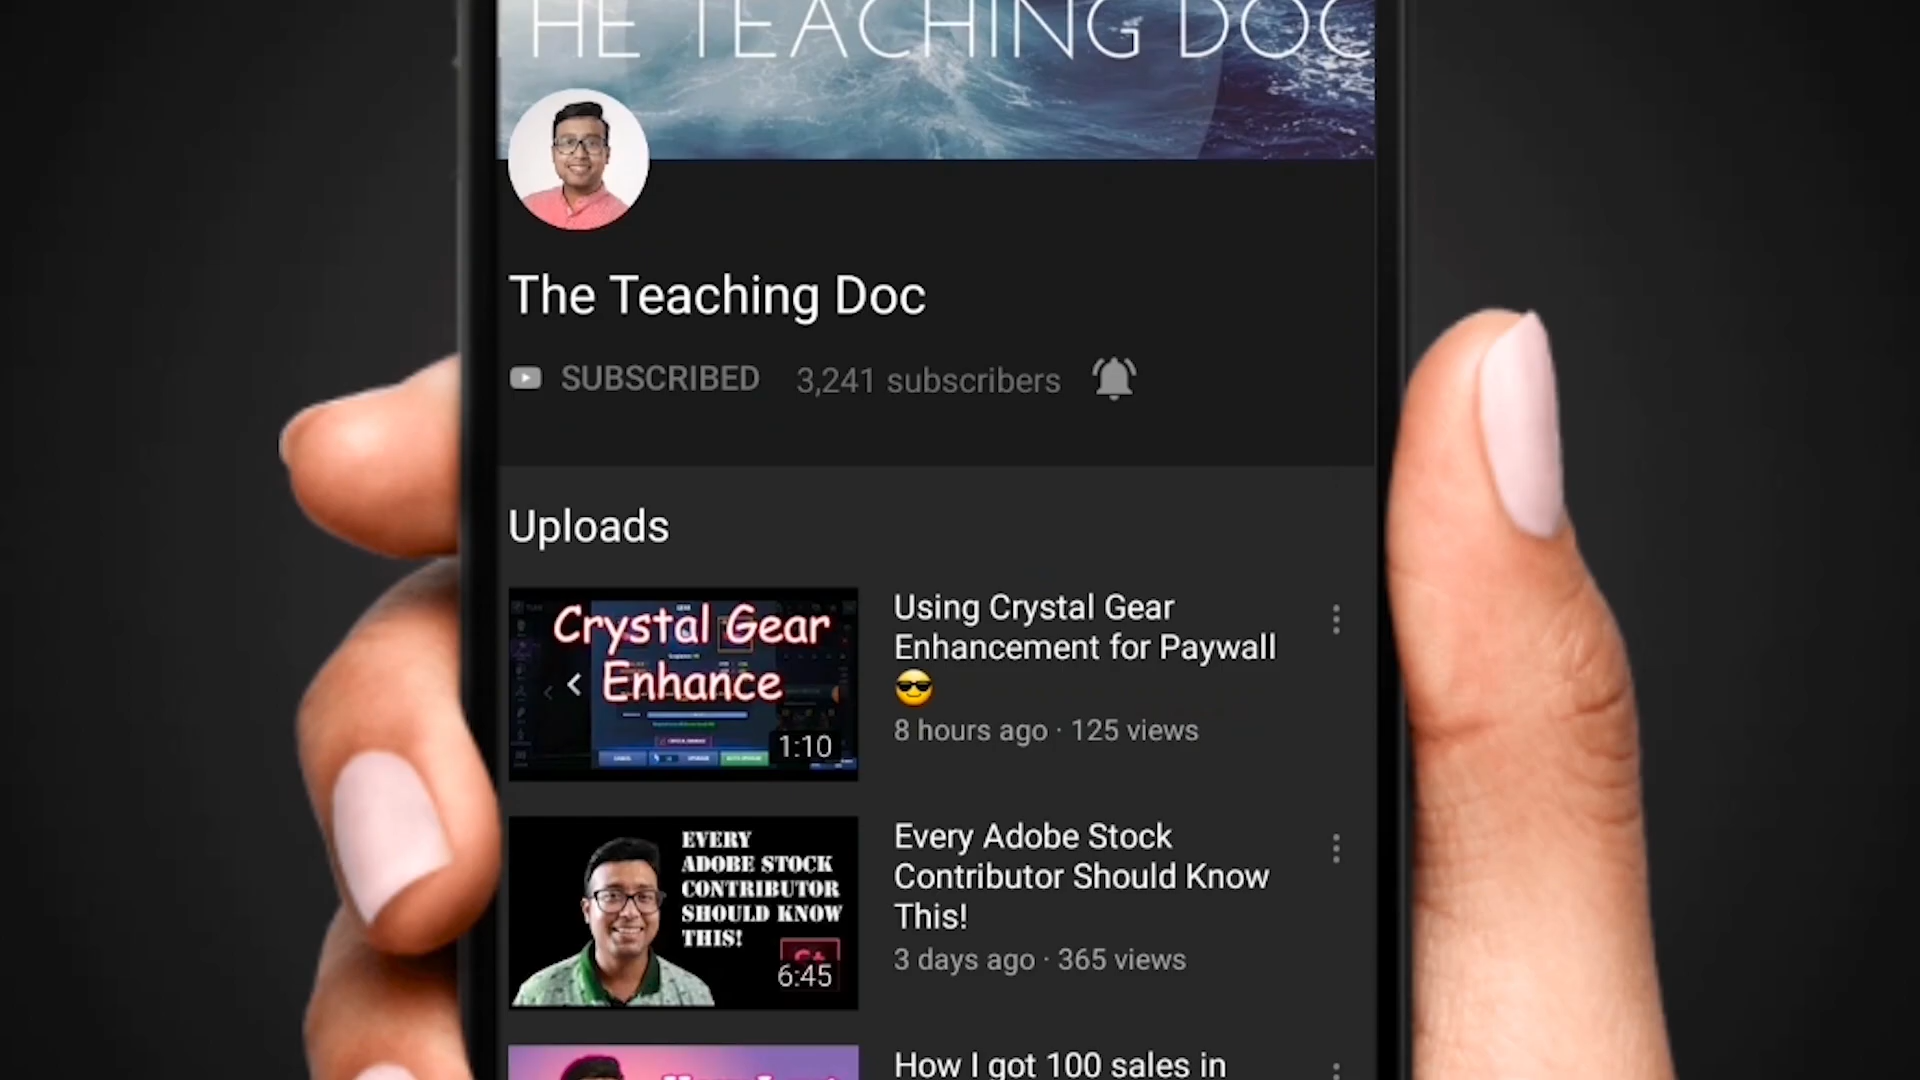 HE TEACHING DOC
The Teaching Doc
SUBSCRIBED 3,241 subscribers
Uploads
Crystal Gear
Enhance
1:10
Using Crystal Gear
Enhancement for Paywall
😎
8 hours ago · 125 views
EVERY
ADOBE STOCK
CONTRIBUTOR
SHOULD KNOW
THIS!
6:45
Every Adobe Stock
Contributor Should Know
This!
3 days ago · 365 views
How I got 100 sales in